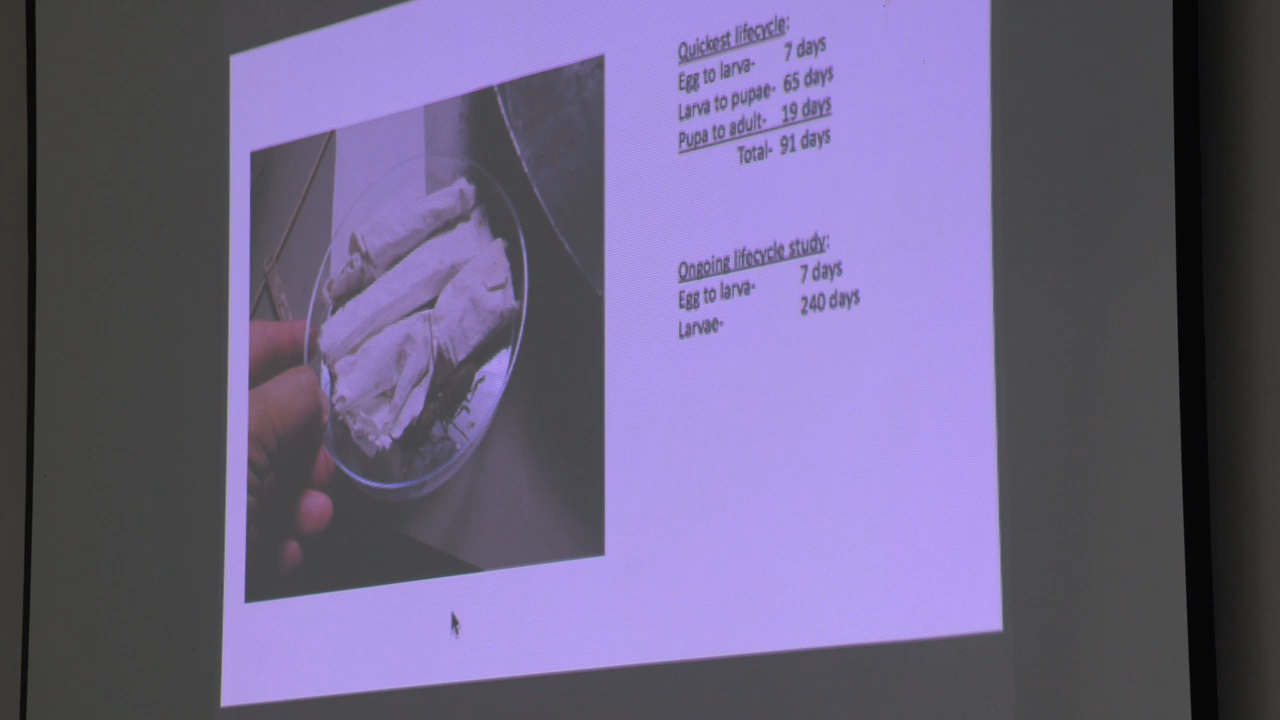 Quickest lifecycle:
Egg to larva- 7 days
Larva to pupae- 65 days
Pupa to adult- 19 days
Total- 91 days
Ongoing lifecycle study:
Egg to larva- 7 days
Larvae- 240 days